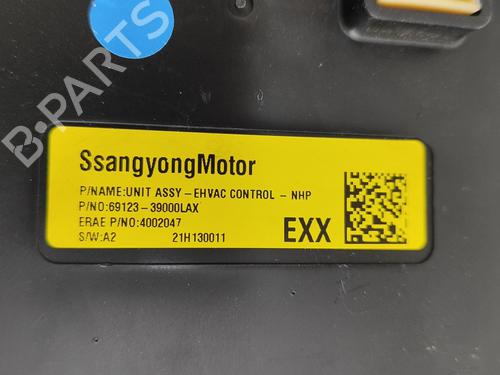 B-PARTS
SsangyongMotor
P/NAME:UNIT ASSY-EHVAC CONTROL - NHP
P/NO:69123-39000LAX
ERAE P/NO:4002047
S/W:A2 21H130011
EXX